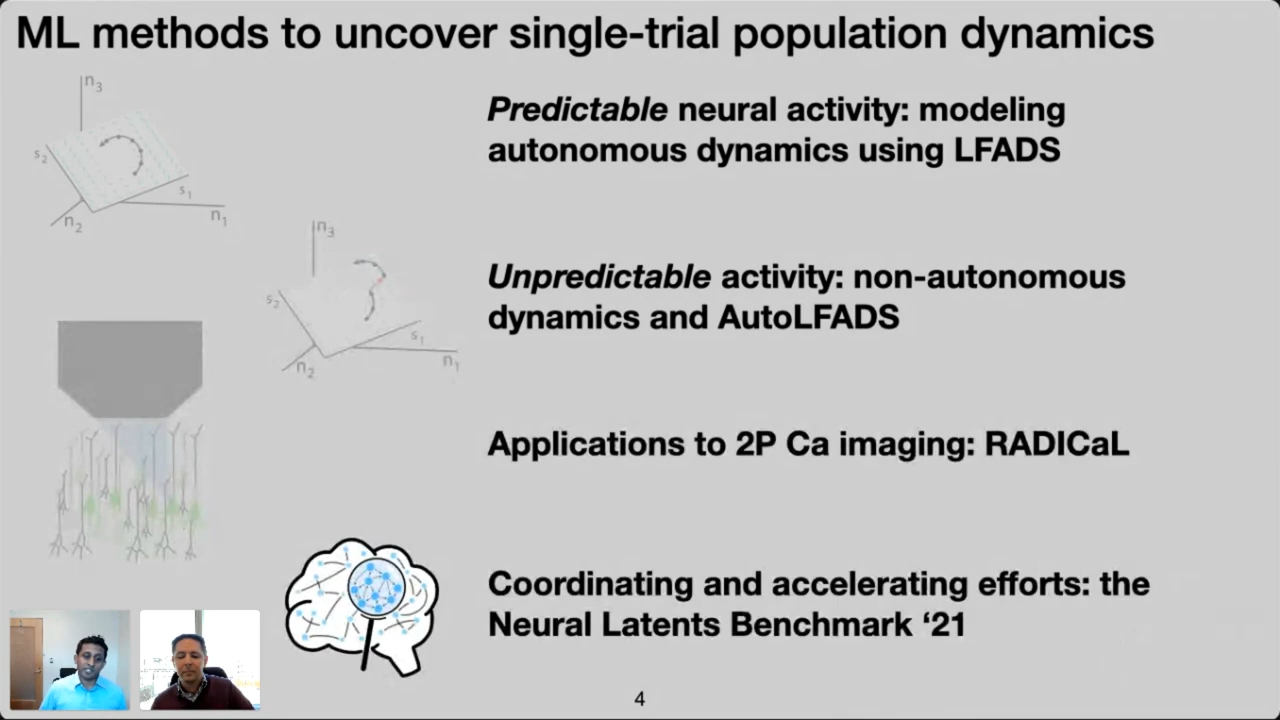 ML methods to uncover single-trial population dynamics
n3
s2
s1
n2
n1
Predictable neural activity: modeling
autonomous dynamics using LFADS
n3
s2
s1
n2
n1
Unpredictable activity: non-autonomous
dynamics and AutoLFADS
Applications to 2P Ca imaging: RADICaL
Coordinating and accelerating efforts: the
Neural Latents Benchmark ‘21
4